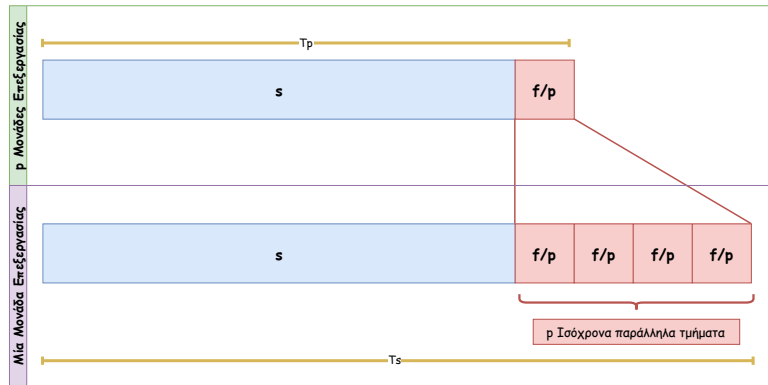 p Μονάδες Επεξεργασίας
Tp
s
f/p
Μία Μονάδα Επεξεργασίας
s
f/p
f/p
f/p
f/p
p Ισόχρονα παράλληλα τμήματα
Ts